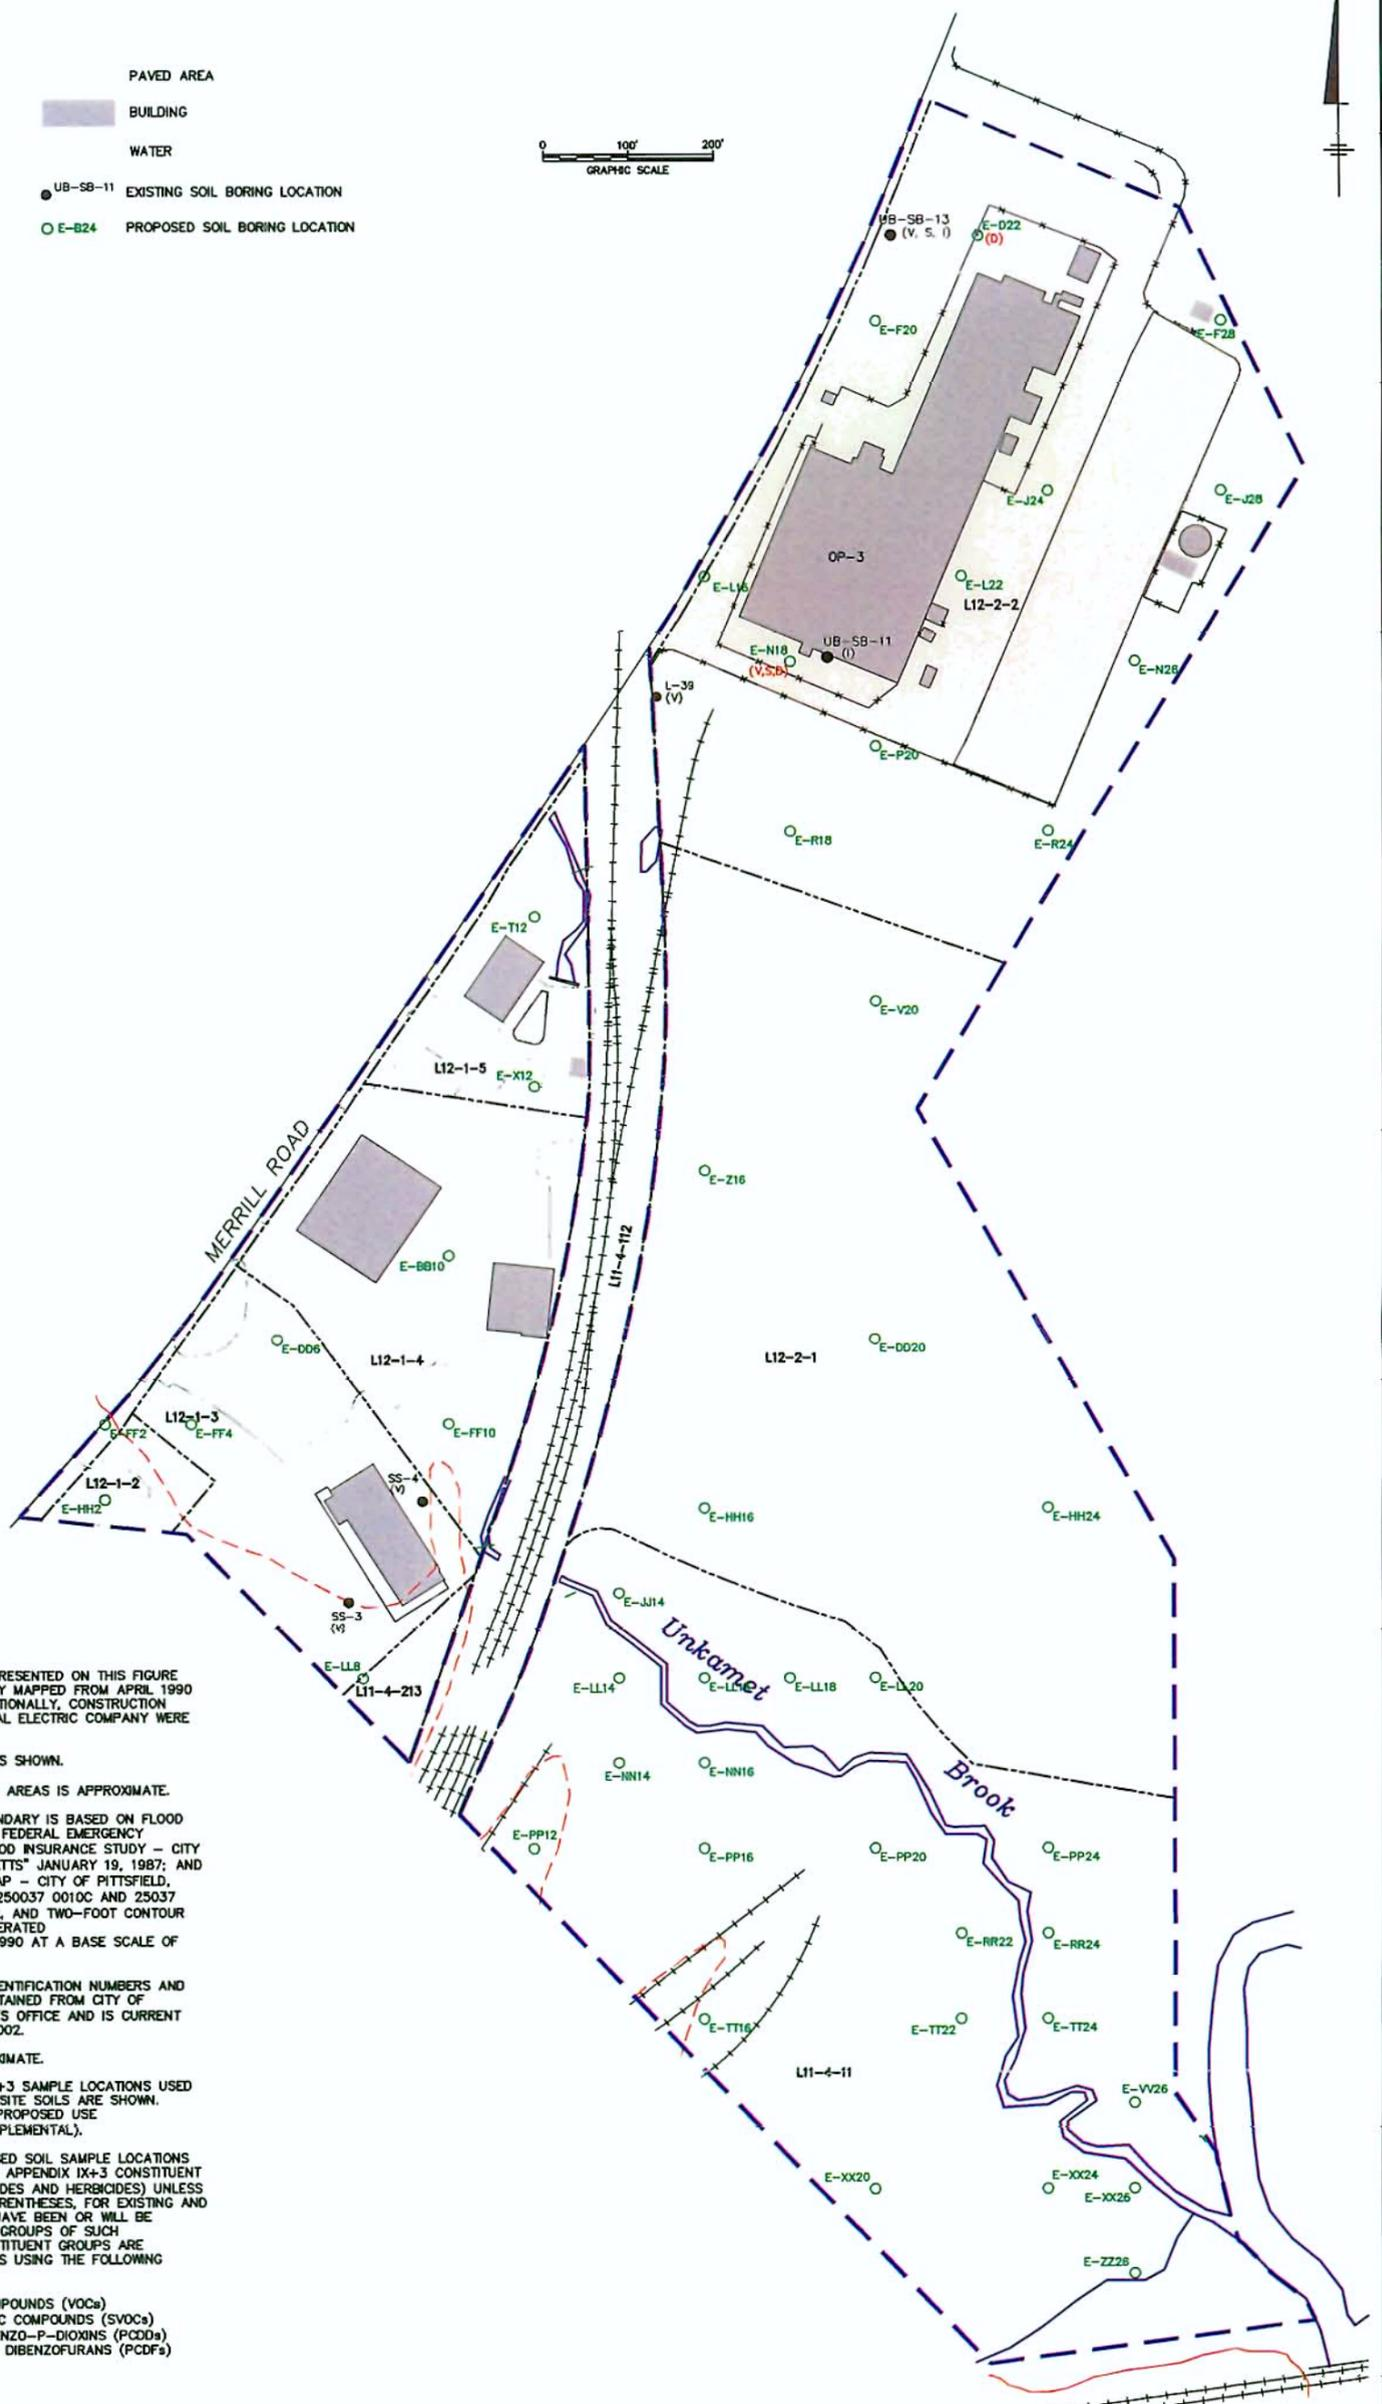 PAVED AREA
BUILDING
WATER
UB-SB-11 EXISTING SOIL BORING LOCATION
E-B24 PROPOSED SOIL BORING LOCATION
0 100' 200'
GRAPHIC SCALE
UB-SB-13
(V, S, I)
E-D22
(D)
E-F20
E-F28
E-J24
E-J28
OP-3
E-L16
E-L22
L12-2-2
UB-SB-11
(I)
E-N18
(V,S,D)
E-N26
L-39
(V)
E-P20
E-R18
E-R24
E-T12
E-V20
L12-1-5
E-X12
MERRILL ROAD
E-Z16
L11-4-112
E-BB10
E-DD6
L12-1-4
L12-2-1
E-DD20
L12-1-3
E-FF2
E-FF4
E-FF10
L12-1-2
E-HH2
SS-4
(V)
E-HH16
E-HH24
E-JJ14
SS-3
(V)
Unkamet
E-LL8
L11-4-213
E-LL14
E-LL18
E-LL20
E-NN14
E-NN16
Brook
E-PP12
E-PP16
E-PP20
E-PP24
E-RR22
E-RR24
E-TT16
E-TT22
E-TT24
L11-4-11
E-VV26
E-XX20
E-XX24
E-XX26
E-ZZ26
RESENTED ON THIS FIGURE
Y MAPPED FROM APRIL 1990
TIONALLY, CONSTRUCTION
AL ELECTRIC COMPANY WERE
S SHOWN.
AREAS IS APPROXIMATE.
NDARY IS BASED ON FLOOD
FEDERAL EMERGENCY
OD INSURANCE STUDY - CITY
TTS" JANUARY 19, 1987; AND
AP - CITY OF PITTSFIELD,
250037 0010C AND 25037
, AND TWO-FOOT CONTOUR
ERATED
990 AT A BASE SCALE OF
ENTIFICATION NUMBERS AND
TAINED FROM CITY OF
S OFFICE AND IS CURRENT
002.
XIMATE.
+3 SAMPLE LOCATIONS USED
SITE SOILS ARE SHOWN.
PROPOSED USE
PLEMENTAL).
ED SOIL SAMPLE LOCATIONS
APPENDIX IX+3 CONSTITUENT
DES AND HERBICIDES) UNLESS
RENTHESES, FOR EXISTING AND
HAVE BEEN OR WILL BE
GROUPS OF SUCH
TITUENT GROUPS ARE
S USING THE FOLLOWING
POUNDS (VOCs)
C COMPOUNDS (SVOCs)
NZO-P-DIOXINS (PCDDs)
DIBENZOFURANS (PCDFs)